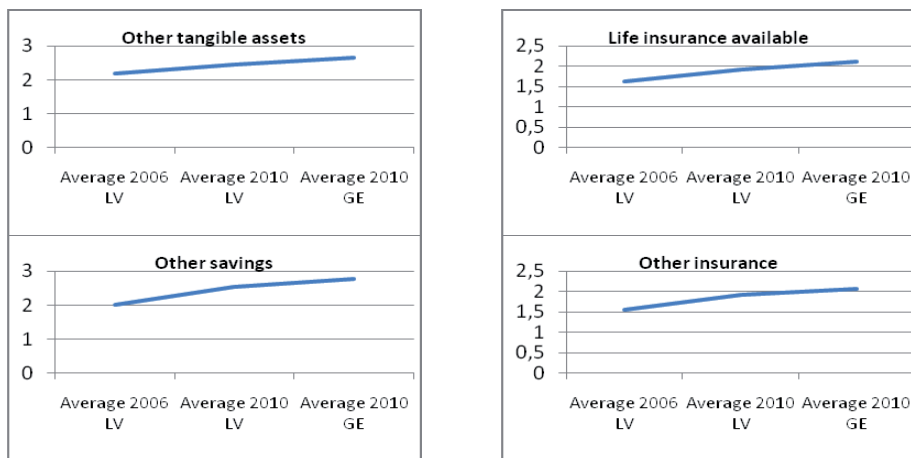 Other tangible assets
3
2
1
0
Average 2006 Average 2010 Average 2010
LV LV GE
Life insurance available
2,5
2
1,5
1
0,5
0
Average 2006 Average 2010 Average 2010
LV LV GE
Other savings
3
2
1
0
Average 2006 Average 2010 Average 2010
LV LV GE
Other insurance
2,5
2
1,5
1
0,5
0
Average 2006 Average 2010 Average 2010
LV LV GE